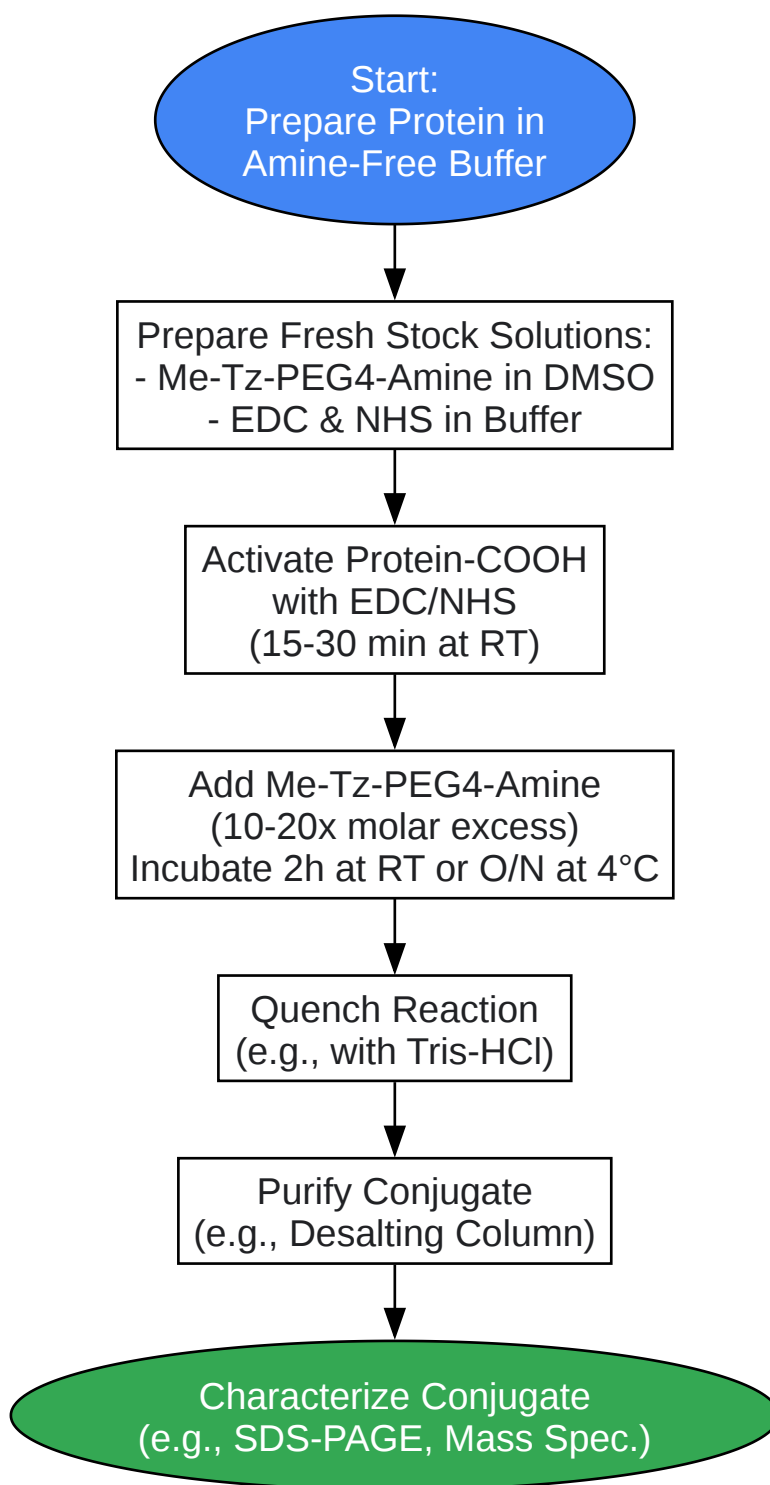 Start:
Prepare Protein in
Amine-Free Buffer
Prepare Fresh Stock Solutions:
- Me-Tz-PEG4-Amine in DMSO
- EDC & NHS in Buffer
Activate Protein-COOH
with EDC/NHS
(15-30 min at RT)
Add Me-Tz-PEG4-Amine
(10-20x molar excess)
Incubate 2h at RT or O/N at 4°C
Quench Reaction
(e.g., with Tris-HCl)
Purify Conjugate
(e.g., Desalting Column)
Characterize Conjugate
(e.g., SDS-PAGE, Mass Spec.)